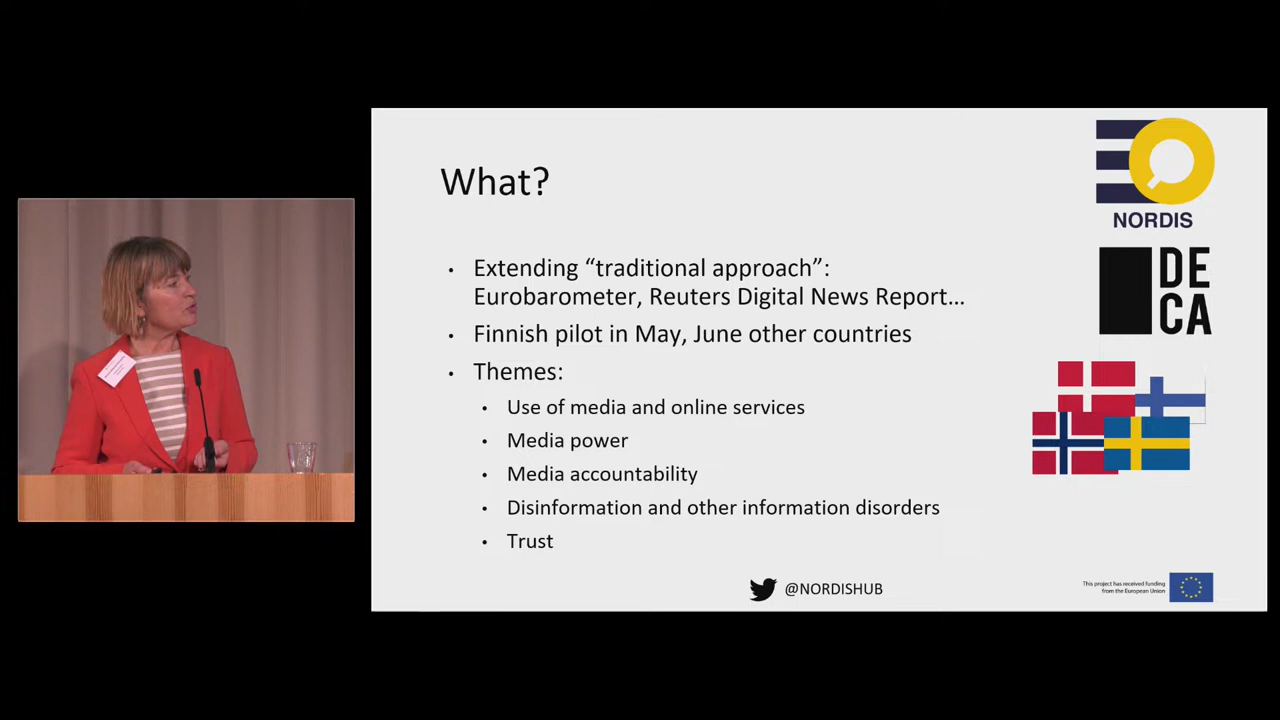 What?
NORDIS
DE
CA
• Extending “traditional approach”:
Eurobarometer, Reuters Digital News Report…
• Finnish pilot in May, June other countries
• Themes:
• Use of media and online services
• Media power
• Media accountability
• Disinformation and other information disorders
• Trust
@NORDISHUB
This project has received funding
from the European Union